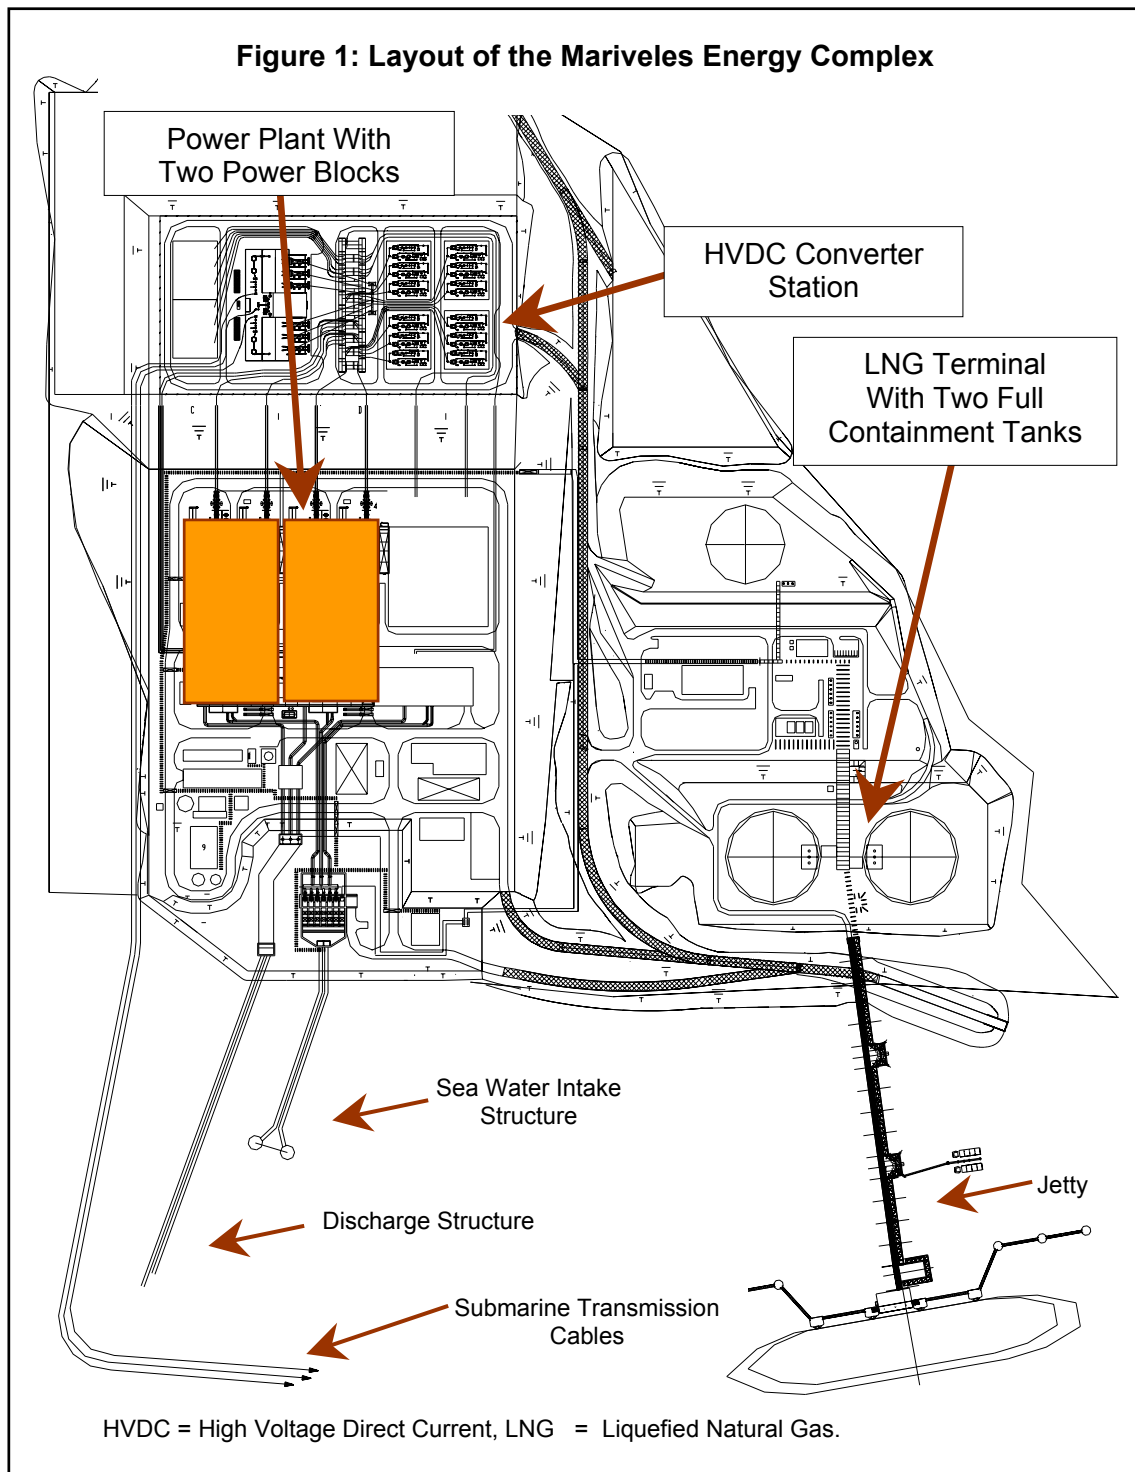 Figure 1: Layout of the Mariveles Energy Complex
Power Plant With
Two Power Blocks
HVDC Converter
Station
LNG Terminal
With Two Full
Containment Tanks
Sea Water Intake
Structure
Jetty
Discharge Structure
Submarine Transmission
Cables
HVDC = High Voltage Direct Current, LNG = Liquefied Natural Gas.